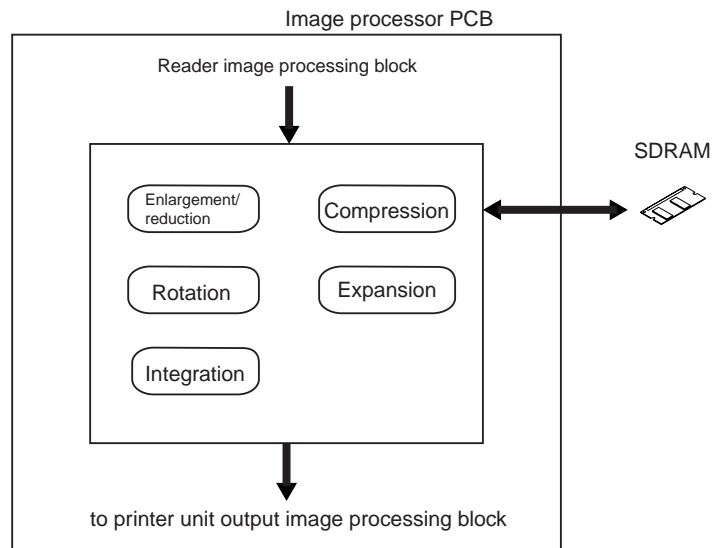 Image processor PCB
Reader image processing block
SDRAM
Enlargement/
reduction
Compression
Rotation
Expansion
Integration
to printer unit output image processing block